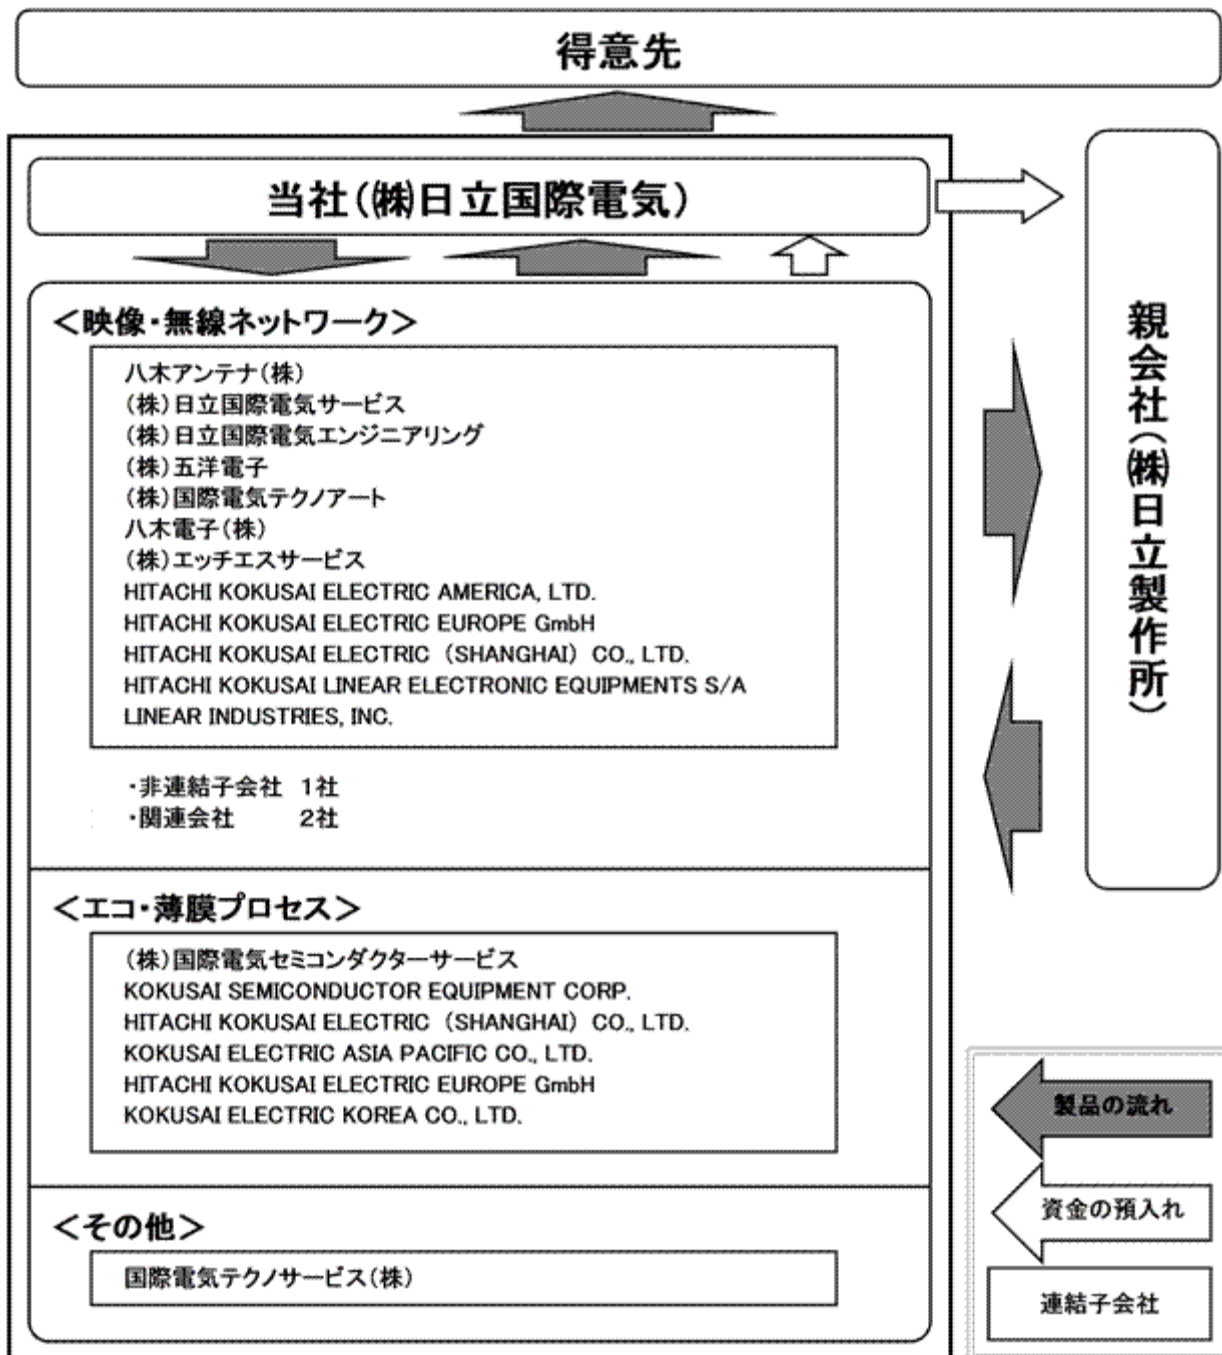 得意先
当社(㈱日立国際電気)
<映像・無線ネットワーク>
八木アンテナ(株)
(株)日立国際電気サービス
(株)日立国際電気エンジニアリング
(株)五洋電子
(株)国際電気テクノアート
八木電子(株)
(株)エッチエスサービス
HITACHI KOKUSAI ELECTRIC AMERICA, LTD.
HITACHI KOKUSAI ELECTRIC EUROPE GmbH
HITACHI KOKUSAI ELECTRIC (SHANGHAI) CO., LTD.
HITACHI KOKUSAI LINEAR ELECTRONIC EQUIPMENTS S/A
LINEAR INDUSTRIES, INC.
・非連結子会社 1社
・関連会社 2社
<エコ・薄膜プロセス>
(株)国際電気セミコンダクターサービス
KOKUSAI SEMICONDUCTOR EQUIPMENT CORP.
HITACHI KOKUSAI ELECTRIC (SHANGHAI) CO., LTD.
KOKUSAI ELECTRIC ASIA PACIFIC CO., LTD.
HITACHI KOKUSAI ELECTRIC EUROPE GmbH
KOKUSAI ELECTRIC KOREA CO., LTD.
<その他>
国際電気テクノサービス(株)
親会社(㈱日立製作所)
製品の流れ
資金の預入れ
連結子会社